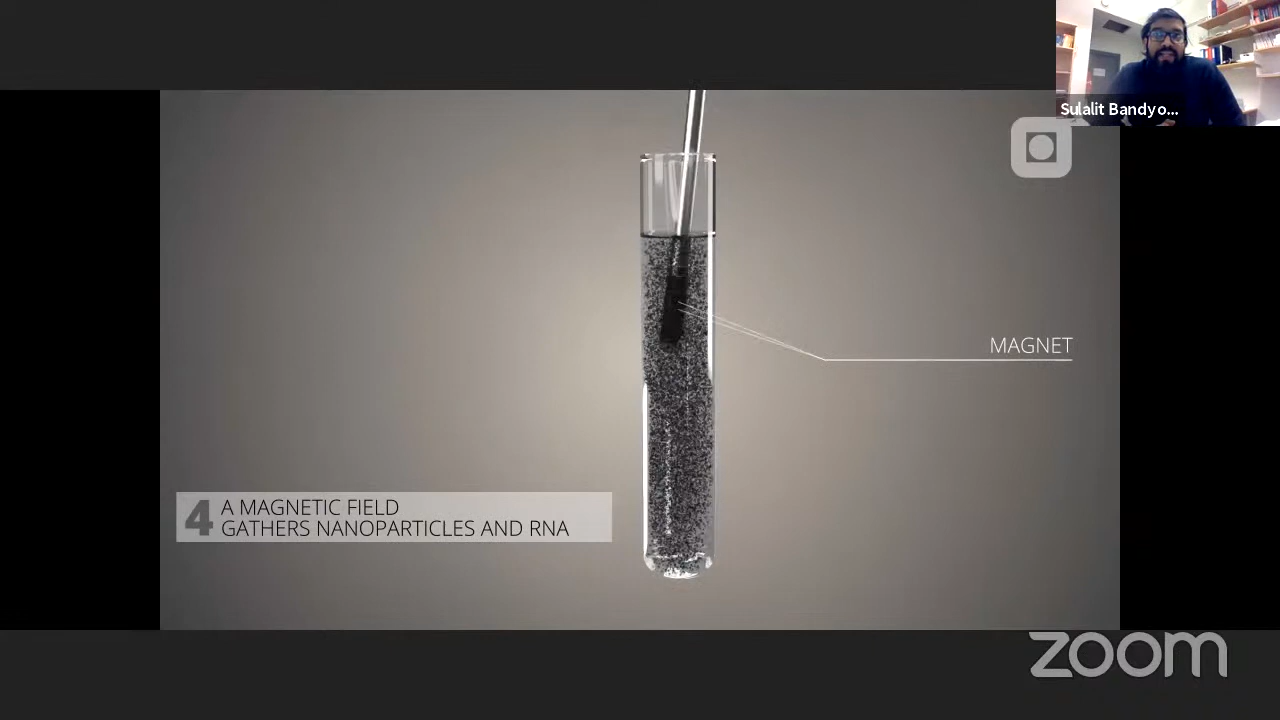 Sulalit Bandyo...
MAGNET
4 A MAGNETIC FIELD
GATHERS NANOPARTICLES AND RNA
zoom